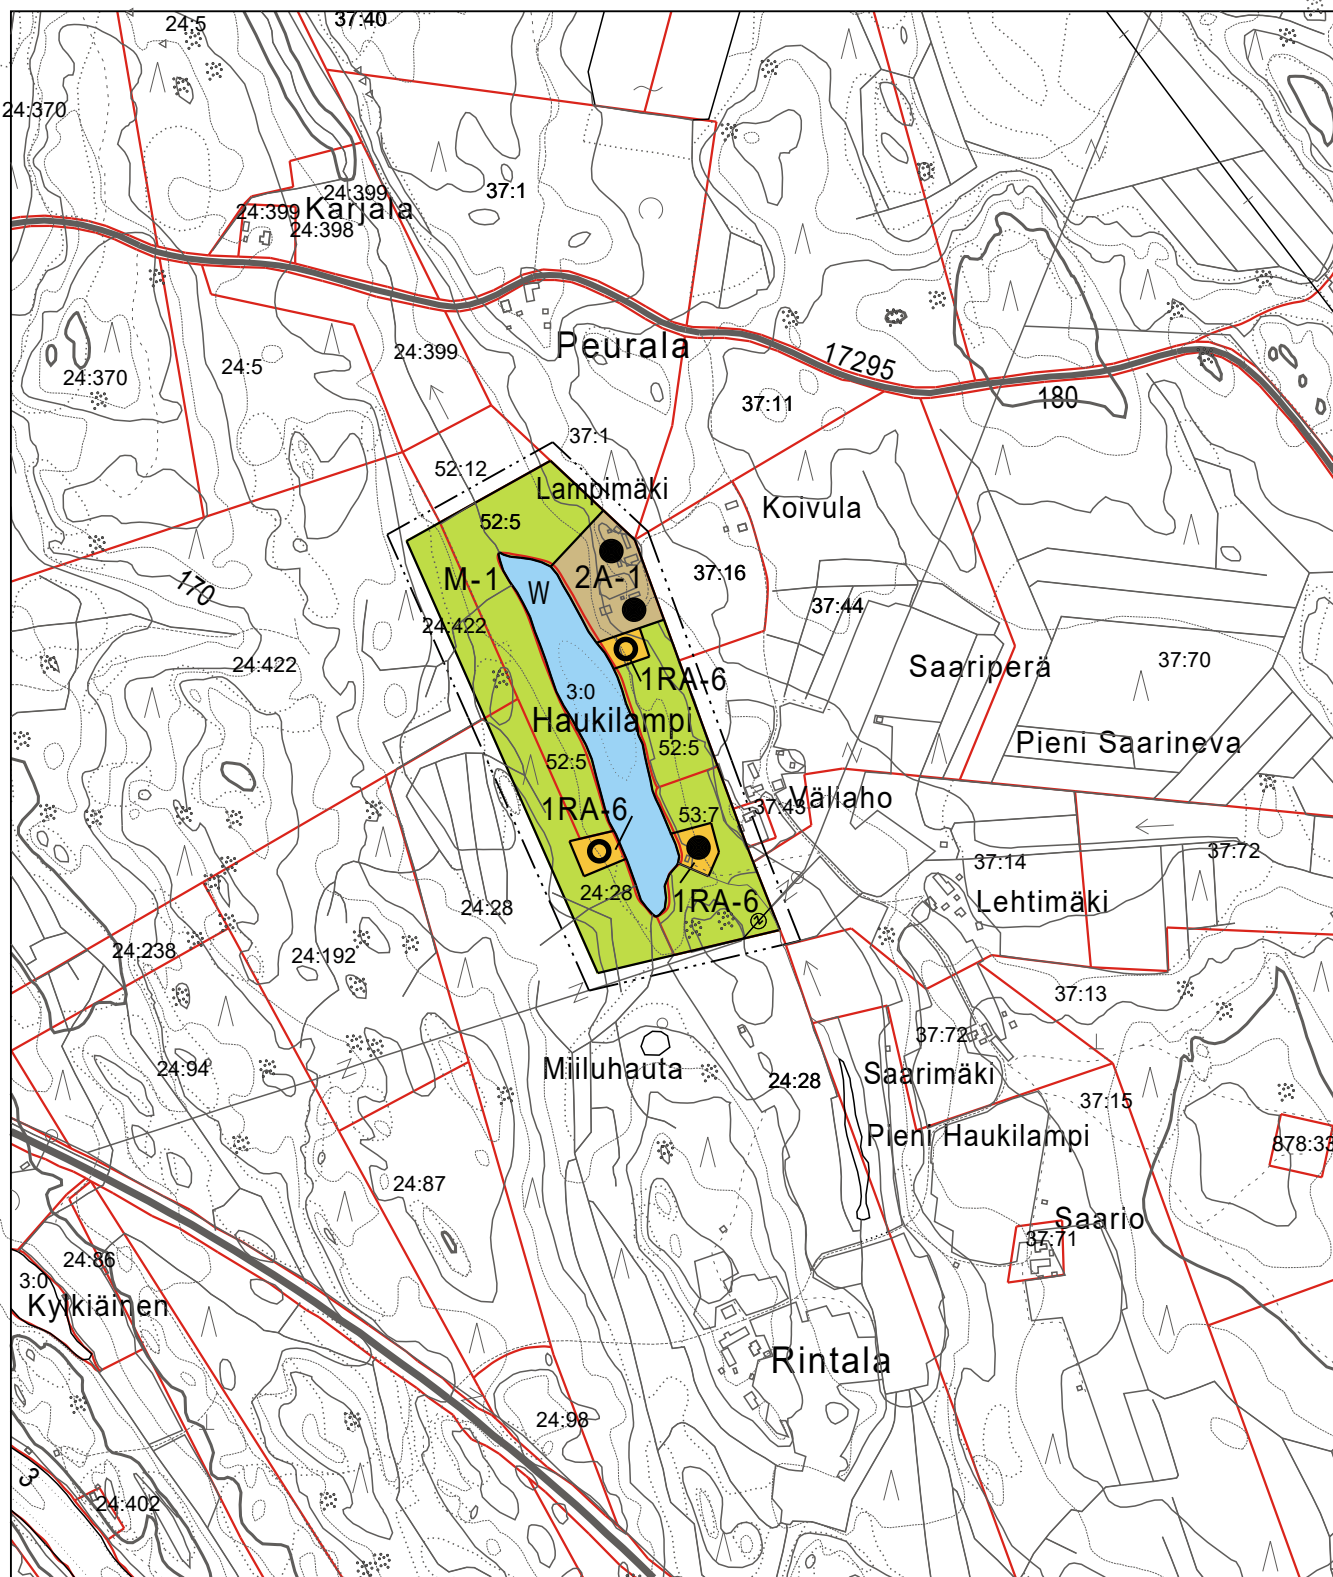 24:5
37:40
24:370
24:399
37:1
24:399
Karjala
24:398
Peurala
17295
24:399
24:5
24:370
180
37:11
37:1
52:12
Lampimäki
Koivula
52:5
M-1
W
2A-1
37:16
170
37:44
24:422
24:422
Saariperä
37:70
1RA-6
3:0
Haukilampi
52:5
Pieni Saarineva
52:5
1RA-6
53:7
37:43
Väliaho
37:14
37:72
24:28
24:28
1RA-6
2
Lehtimäki
24:238
24:192
37:13
37:72
24:94
Miiluhauta
24:28
Saarimäki
37:15
Pieni Haukilampi
878:33
24:87
Saario
37:71
24:86
3:0
Kylkiäinen
Rintala
24:98
3
24:402